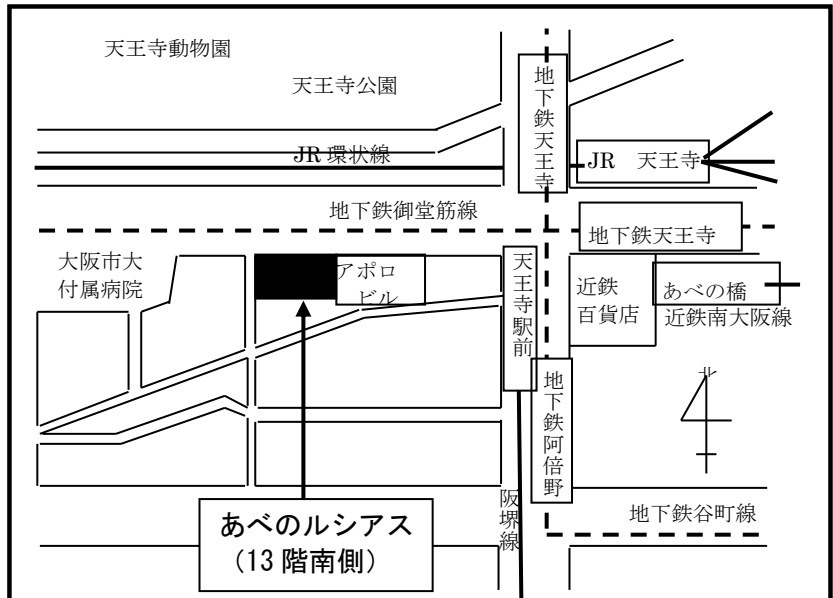 天王寺動物園
天王寺公園
地下鉄天王寺
JR 環状線
JR 天王寺
地下鉄御堂筋線
地下鉄天王寺
大阪市大
付属病院
アポロ
ビル
天王寺駅前
近鉄
百貨店
あべの橋
近鉄南大阪線
北
地下鉄阿倍野
阪堺線
地下鉄谷町線
あべのルシアス
（13 階南側）